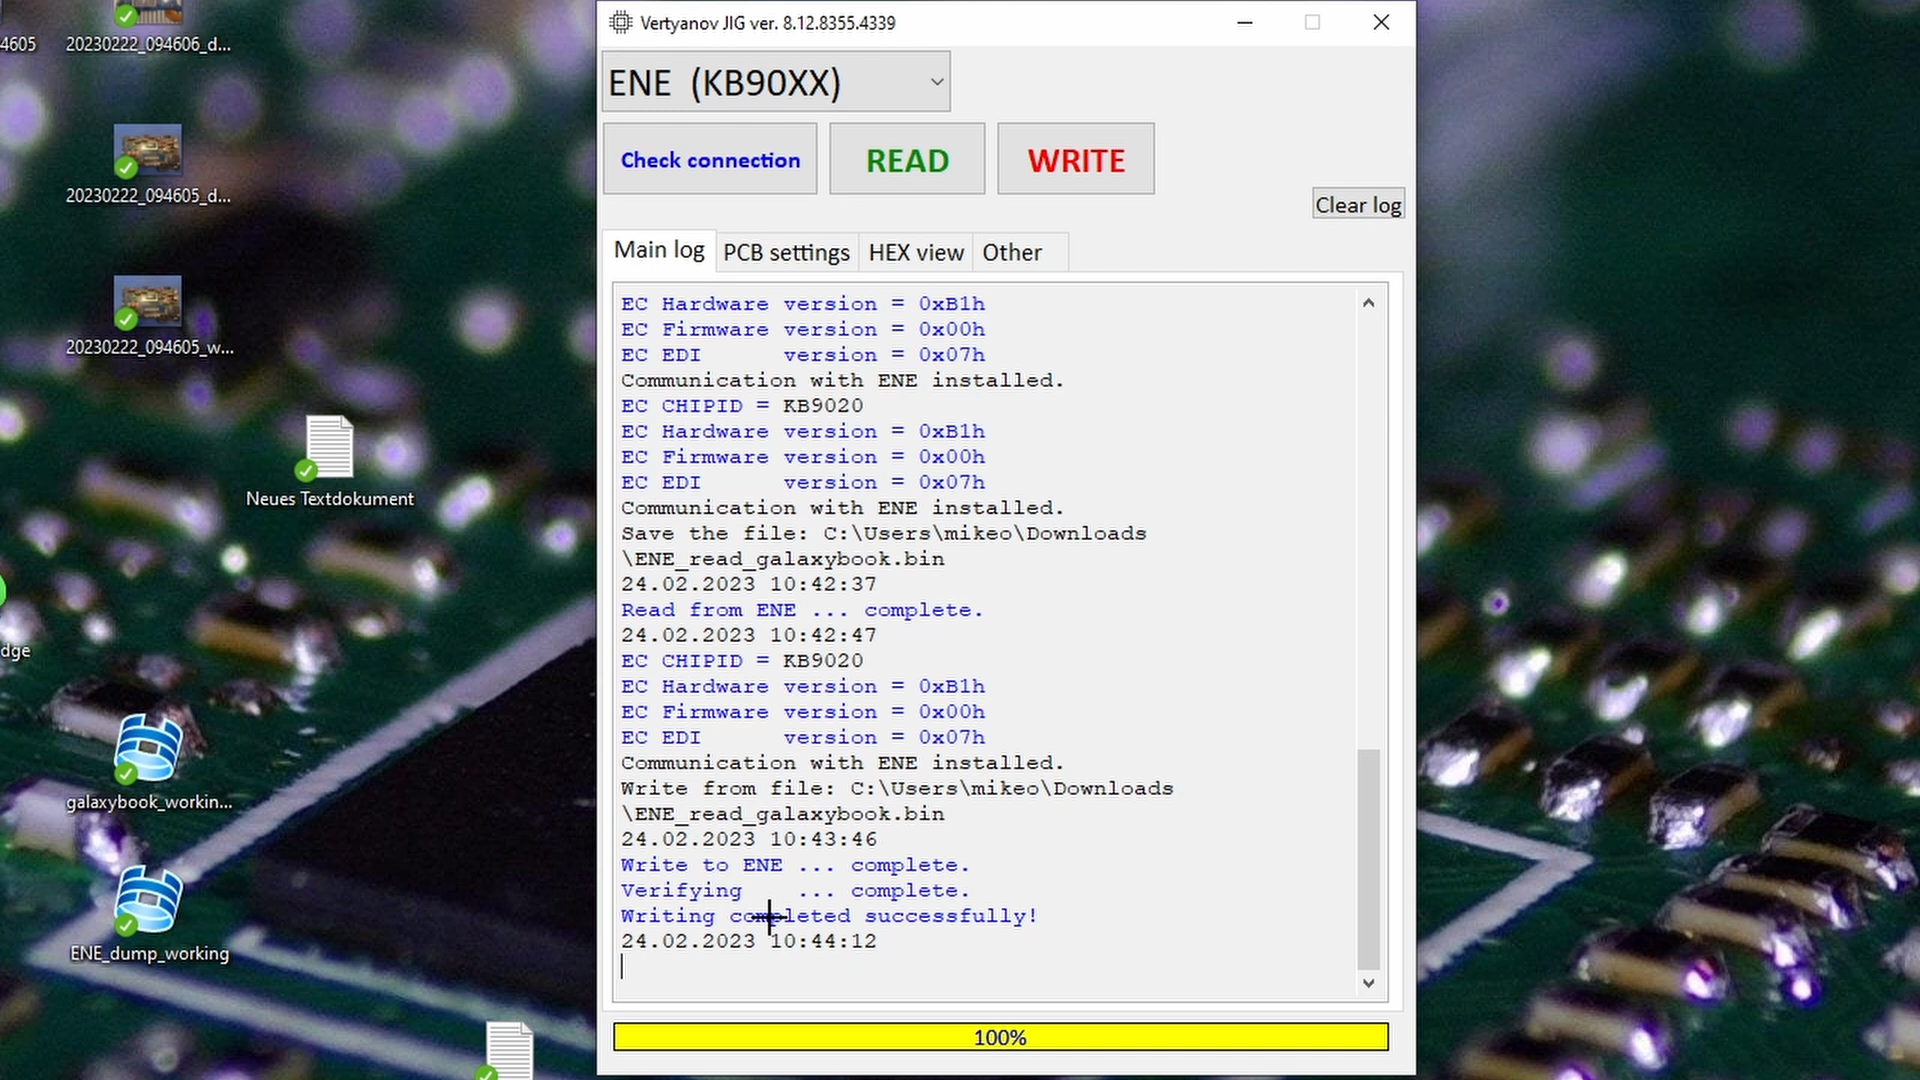 4605
20230222_094606_d...
20230222_094605_d...
20230222_094605_w...
Neues Textdokument
dge
galaxybook_workin...
ENE_dump_working
Vertyanov JIG ver. 8.12.8355.4339
ENE (KB90XX)
Check connection
READ
WRITE
Clear log
Main log
PCB settings
HEX view
Other
EC Hardware version = 0xB1h
EC Firmware version = 0x00h
EC EDI version = 0x07h
Communication with ENE installed.
EC CHIPID = KB9020
EC Hardware version = 0xB1h
EC Firmware version = 0x00h
EC EDI version = 0x07h
Communication with ENE installed.
Save the file: C:\Users\mikeo\Downloads
\ENE_read_galaxybook.bin
24.02.2023 10:42:37
Read from ENE ... complete.
24.02.2023 10:42:47
EC CHIPID = KB9020
EC Hardware version = 0xB1h
EC Firmware version = 0x00h
EC EDI version = 0x07h
Communication with ENE installed.
Write from file: C:\Users\mikeo\Downloads
\ENE_read_galaxybook.bin
24.02.2023 10:43:46
Write to ENE ... complete.
Verifying ... complete.
Writing completed successfully!
24.02.2023 10:44:12
100%